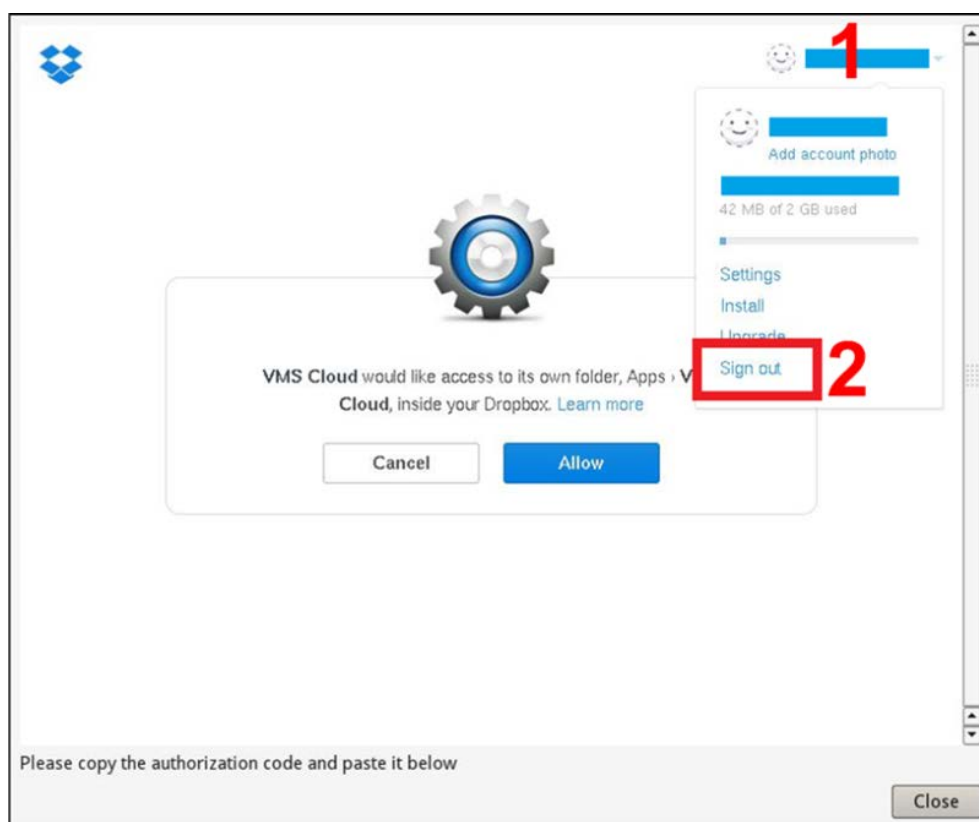 1
Add account photo
42 MB of 2 GB used
Settings
Install
Upgrade
Sign out
2
VMS Cloud would like access to its own folder, Apps › V
Cloud, inside your Dropbox. Learn more
Cancel
Allow
Please copy the authorization code and paste it below
Close